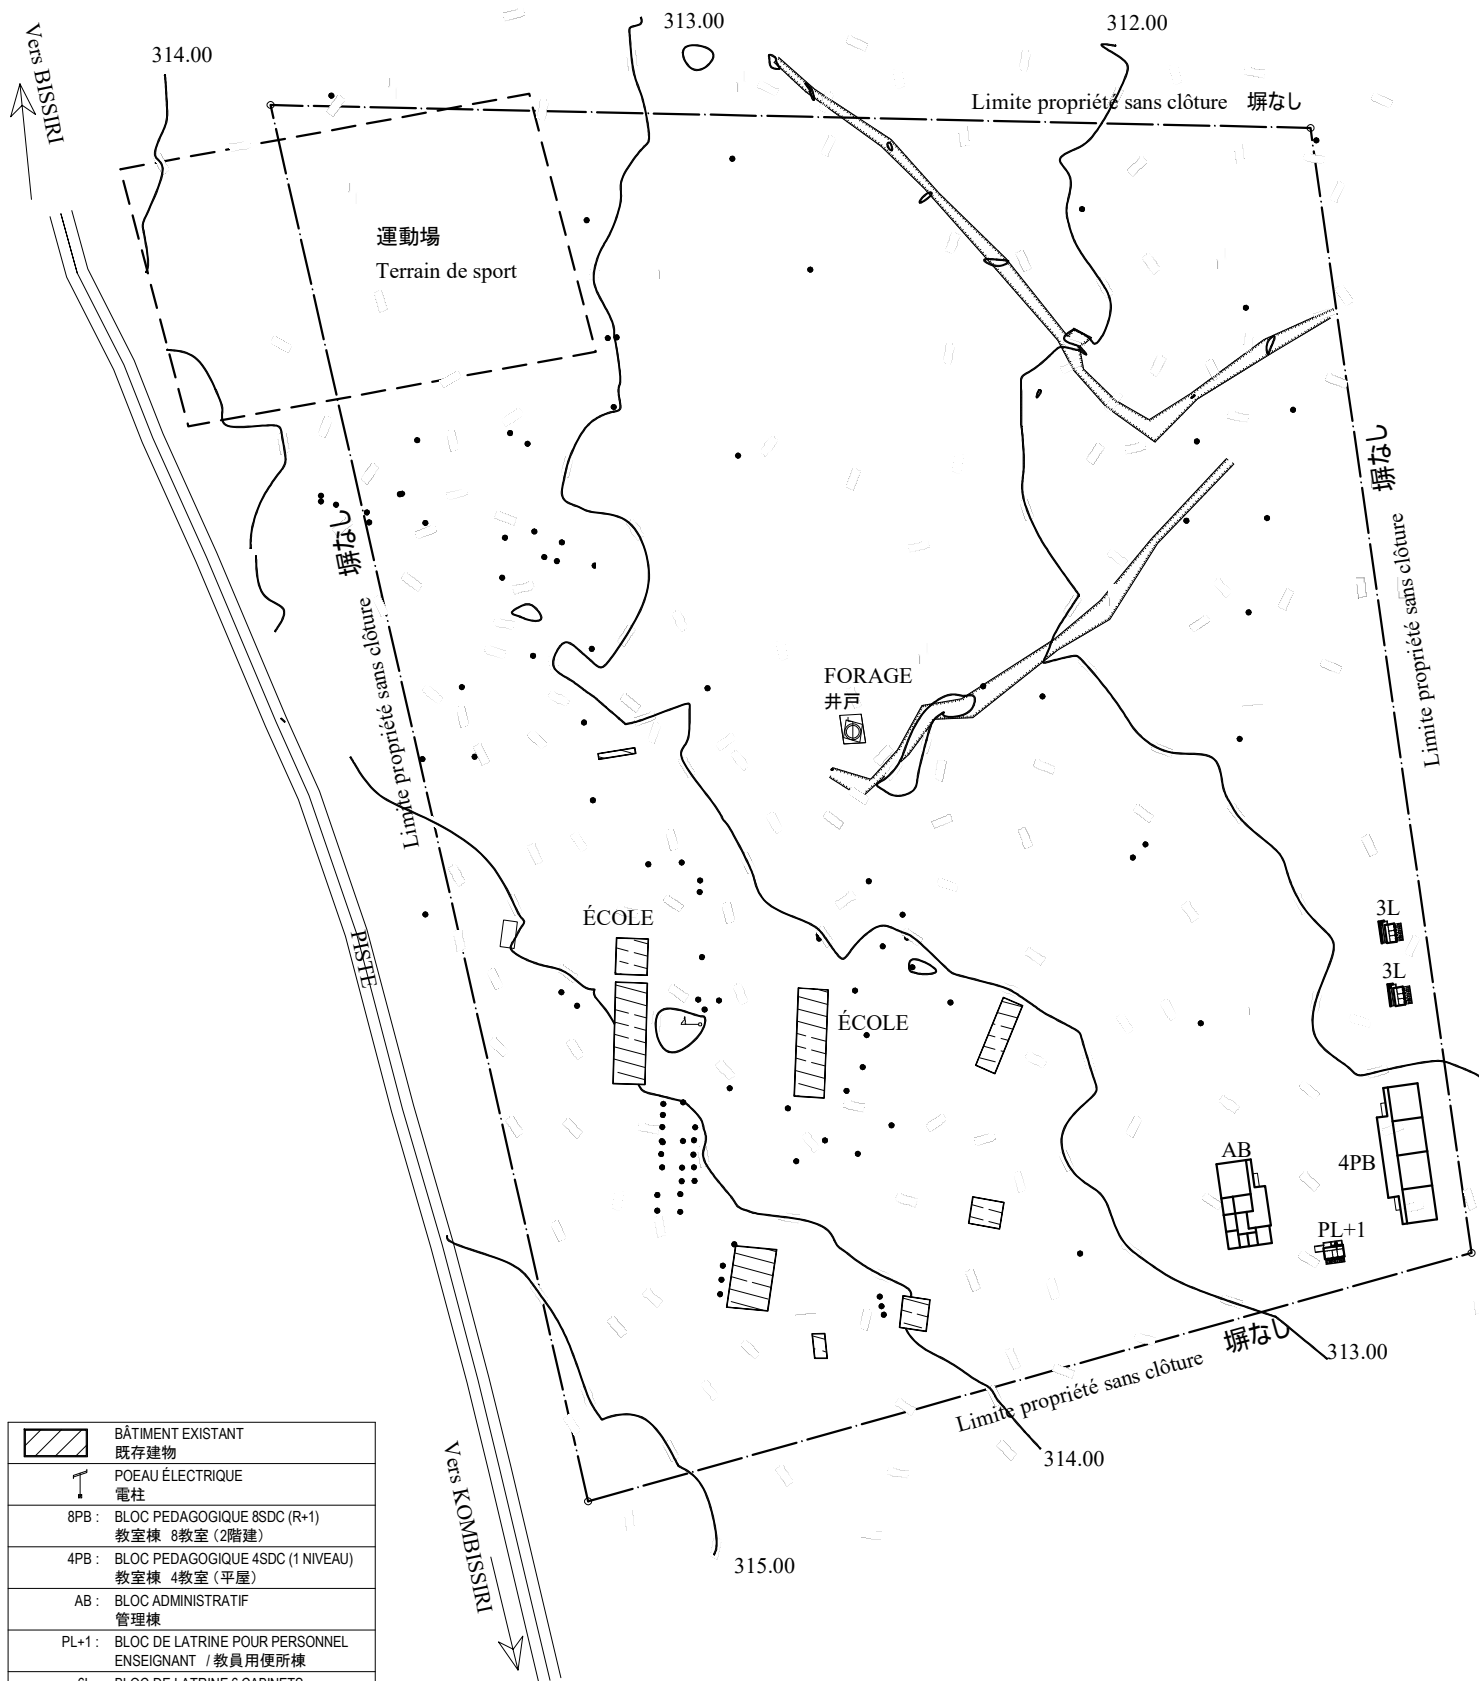 Vers BISSIRI
314.00
313.00
312.00
Limite propriété sans clôture 塀なし
運動場
Terrain de sport
塀なし
Limite propriété sans clôture
塀なし
Limite propriété sans clôture
FORAGE
井戸
ÉCOLE
ÉCOLE
PISTE
3L
3L
AB
4PB
PL+1
Limite propriété sans clôture 塀なし
313.00
314.00
315.00
Vers KOMBISSIRI
BÂTIMENT EXISTANT
既存建物
POEAU ÉLECTRIQUE
電柱
8PB : BLOC PEDAGOGIQUE 8SDC (R+1)
教室棟 8教室（2階建）
4PB : BLOC PEDAGOGIQUE 4SDC (1 NIVEAU)
教室棟 4教室（平屋）
AB : BLOC ADMINISTRATIF
管理棟
PL+1 : BLOC DE LATRINE POUR PERSONNEL
ENSEIGNANT / 教員用便所棟